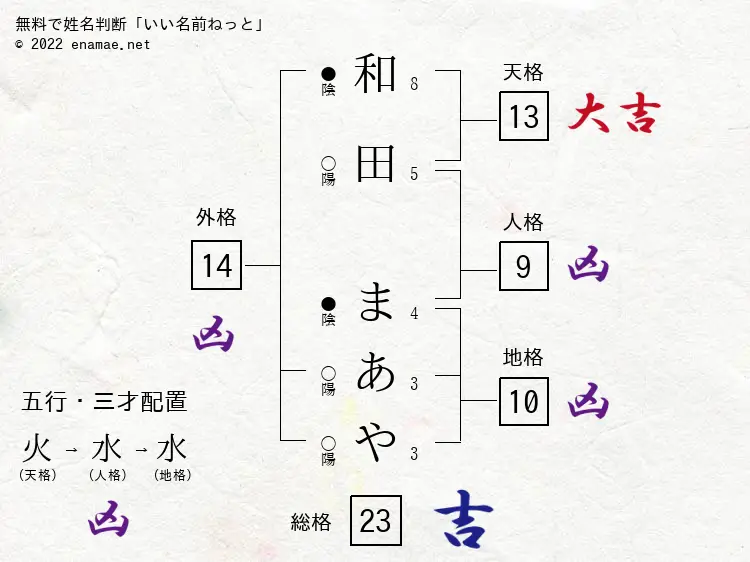 無料で姓名判断「いい名前ねっと」
© 2022 enamae.net
天格
13
大吉
和
8
●
陰
田
5
○
陽
外格
14
凶
人格
9
凶
ま
4
●
陰
あ
3
○
陽
や
3
○
陽
地格
10
凶
五行・三才配置
火→水→水
(天格) (人格) (地格)
凶
総格
23
吉